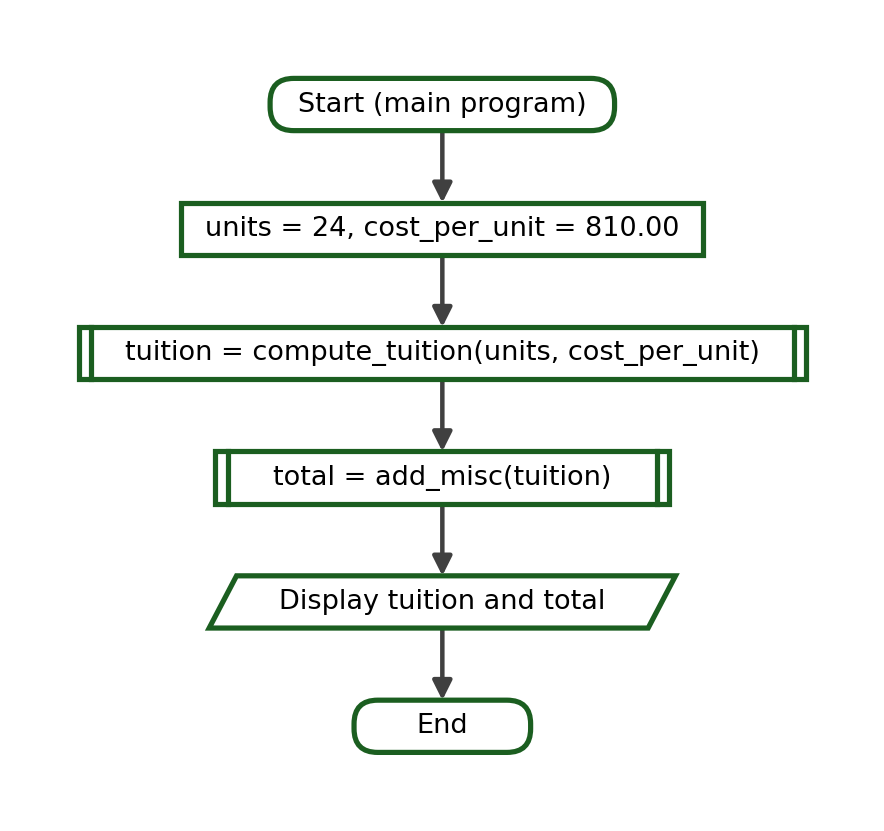 Start (main program)
units = 24, cost_per_unit = 810.00
tuition = compute_tuition(units, cost_per_unit)
total = add_misc(tuition)
Display tuition and total
End